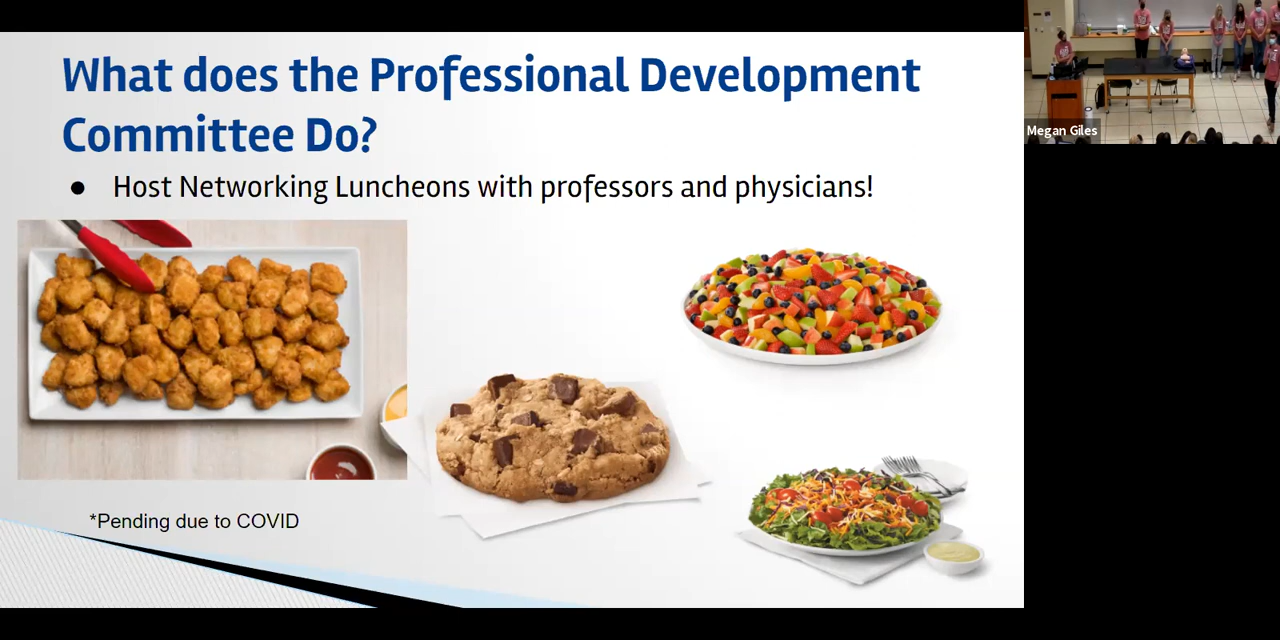 What does the Professional Development
Committee Do?
● Host Networking Luncheons with professors and physicians!
*Pending due to COVID
Megan Giles